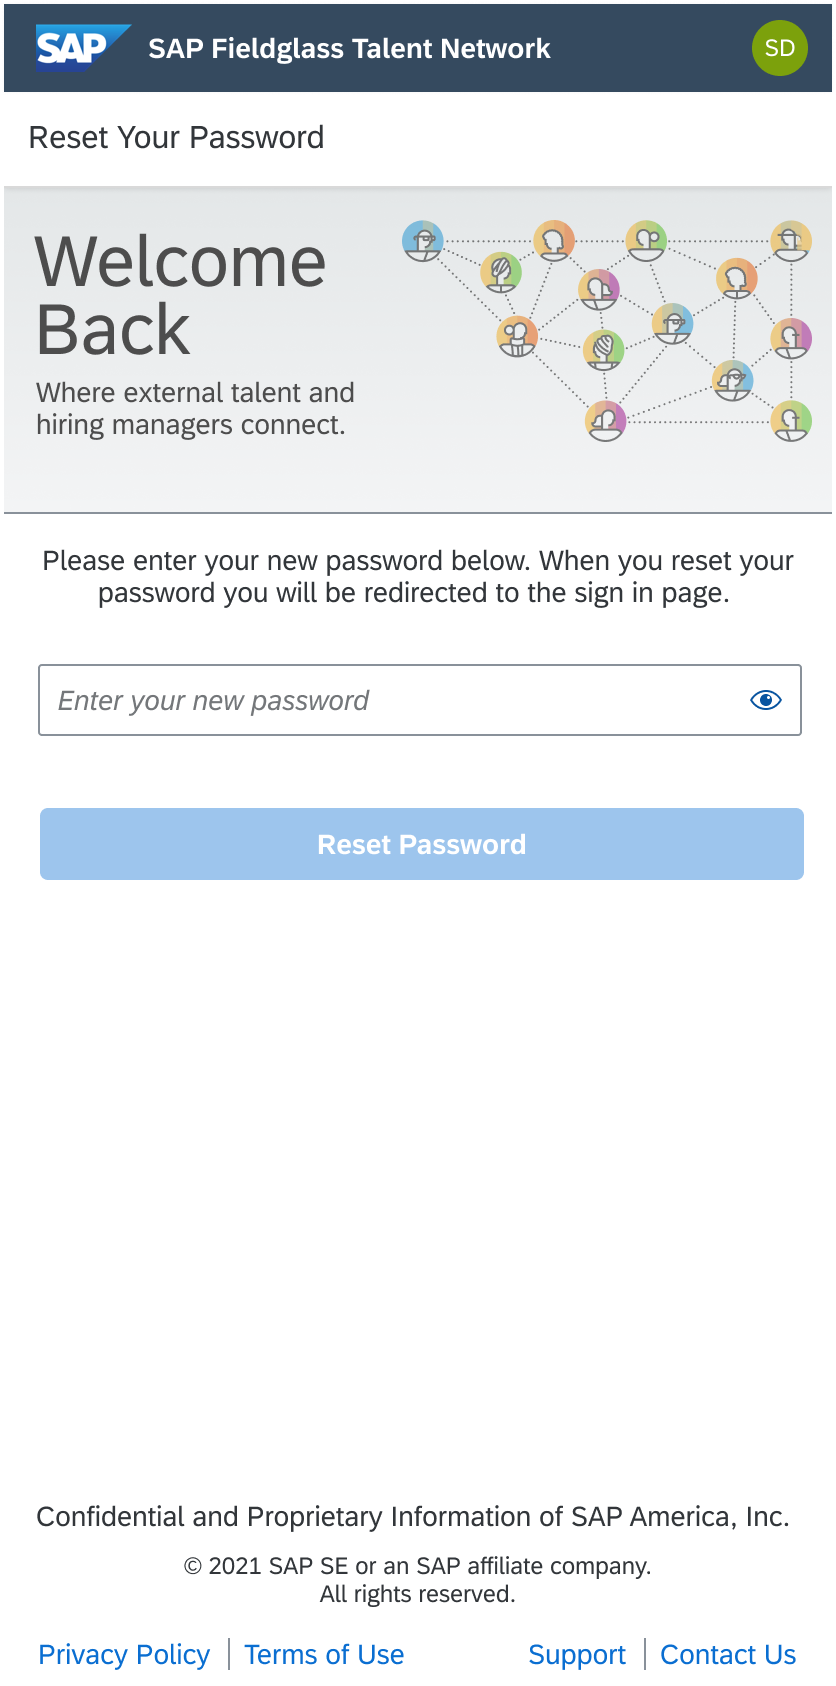 SAP
SAP Fieldglass Talent Network
SD
Reset Your Password
Welcome
Back
Where external talent and
hiring managers connect.
Please enter your new password below. When you reset your
password you will be redirected to the sign in page.
Enter your new password
Reset Password
Confidential and Proprietary Information of SAP America, Inc.
© 2021 SAP SE or an SAP affiliate company.
All rights reserved.
Privacy Policy | Terms of Use Support | Contact Us